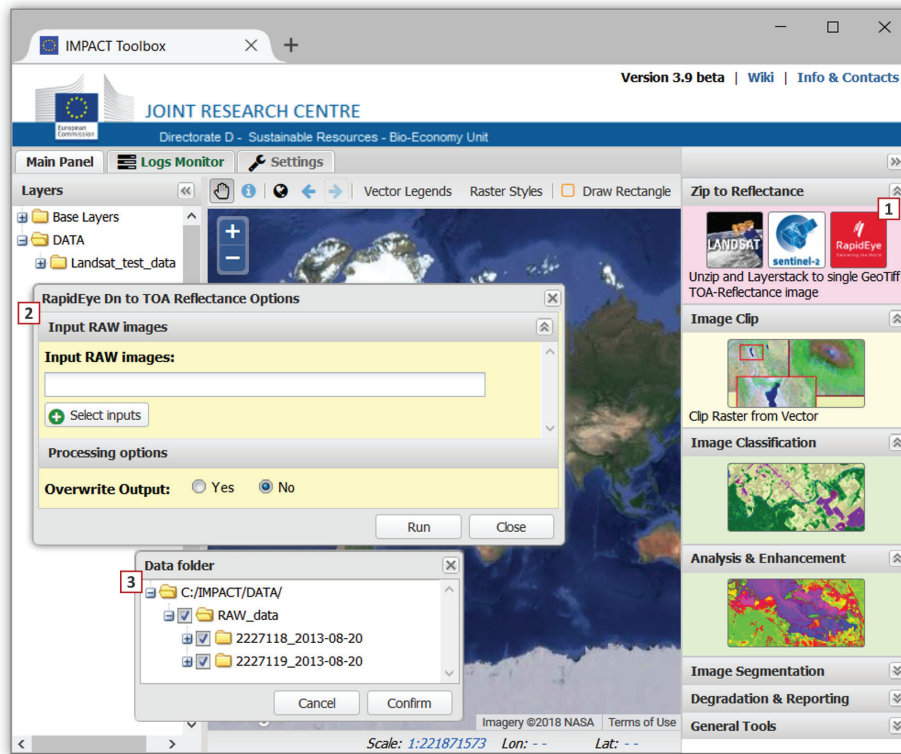 IMPACT Toolbox
Version 3.9 beta | Wiki | Info & Contacts
European
Commission
JOINT RESEARCH CENTRE
Directorate D - Sustainable Resources - Bio-Economy Unit
Main Panel Logs Monitor Settings
Layers
Vector Legends Raster Styles Draw Rectangle
Zip to Reflectance
1
Base Layers
DATA
Landsat_test_data
LANDSAT
sentinel-2
RapidEye
Delivering the World
Unzip and Layerstack to single GeoTiff
TOA-Reflectance image
2
RapidEye Dn to TOA Reflectance Options
Input RAW images
Input RAW images:
Select inputs
Processing options
Overwrite Output: Yes No
Run Close
Image Clip
Clip Raster from Vector
Image Classification
Analysis & Enhancement
Image Segmentation
Degradation & Reporting
General Tools
3
Data folder
C:/IMPACT/DATA/
RAW_data
2227118_2013-08-20
2227119_2013-08-20
Cancel Confirm
Imagery ©2018 NASA Terms of Use
Scale: 1:221871573 Lon: - - Lat: - -